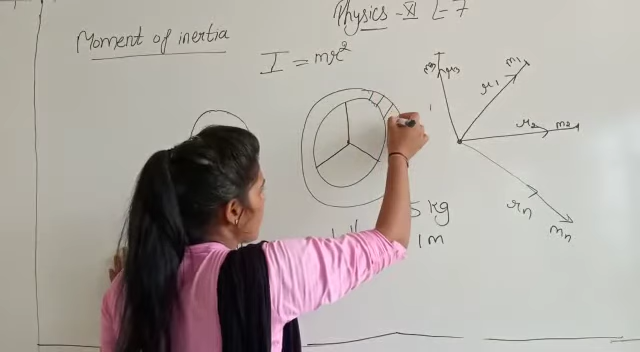 Physics - XI L-7
Moment of inertia
I = mr²
m₁
r₁
r₂ m₂
rₙ
mₙ
5 kg
1 m